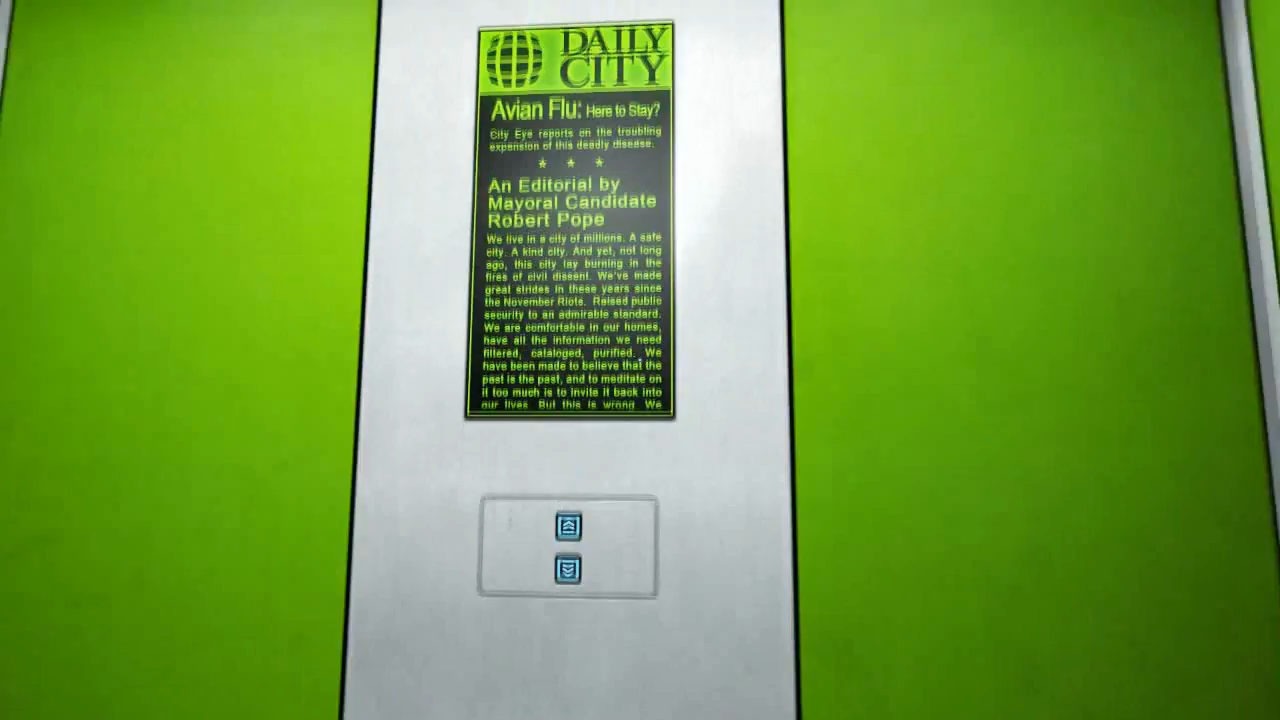 DAILY
CITY
Avian Flu: Here to Stay?
City Eye reports on the troubling
expansion of this deadly disease.
* * *
An Editorial by
Mayoral Candidate
Robert Pope
We live in a city of millions. A safe
city. A kind city. And yet, not long
ago, this city lay burning in the
fires of civil dissent. We've made
great strides in these years since
the November Riots. Raised public
security to an admirable standard.
We are comfortable in our homes,
have all the information we need
filtered, cataloged, purified. We
have been made to believe that the
past is the past, and to meditate on
it too much is to invite it back into
our lives. But this is wrong. We